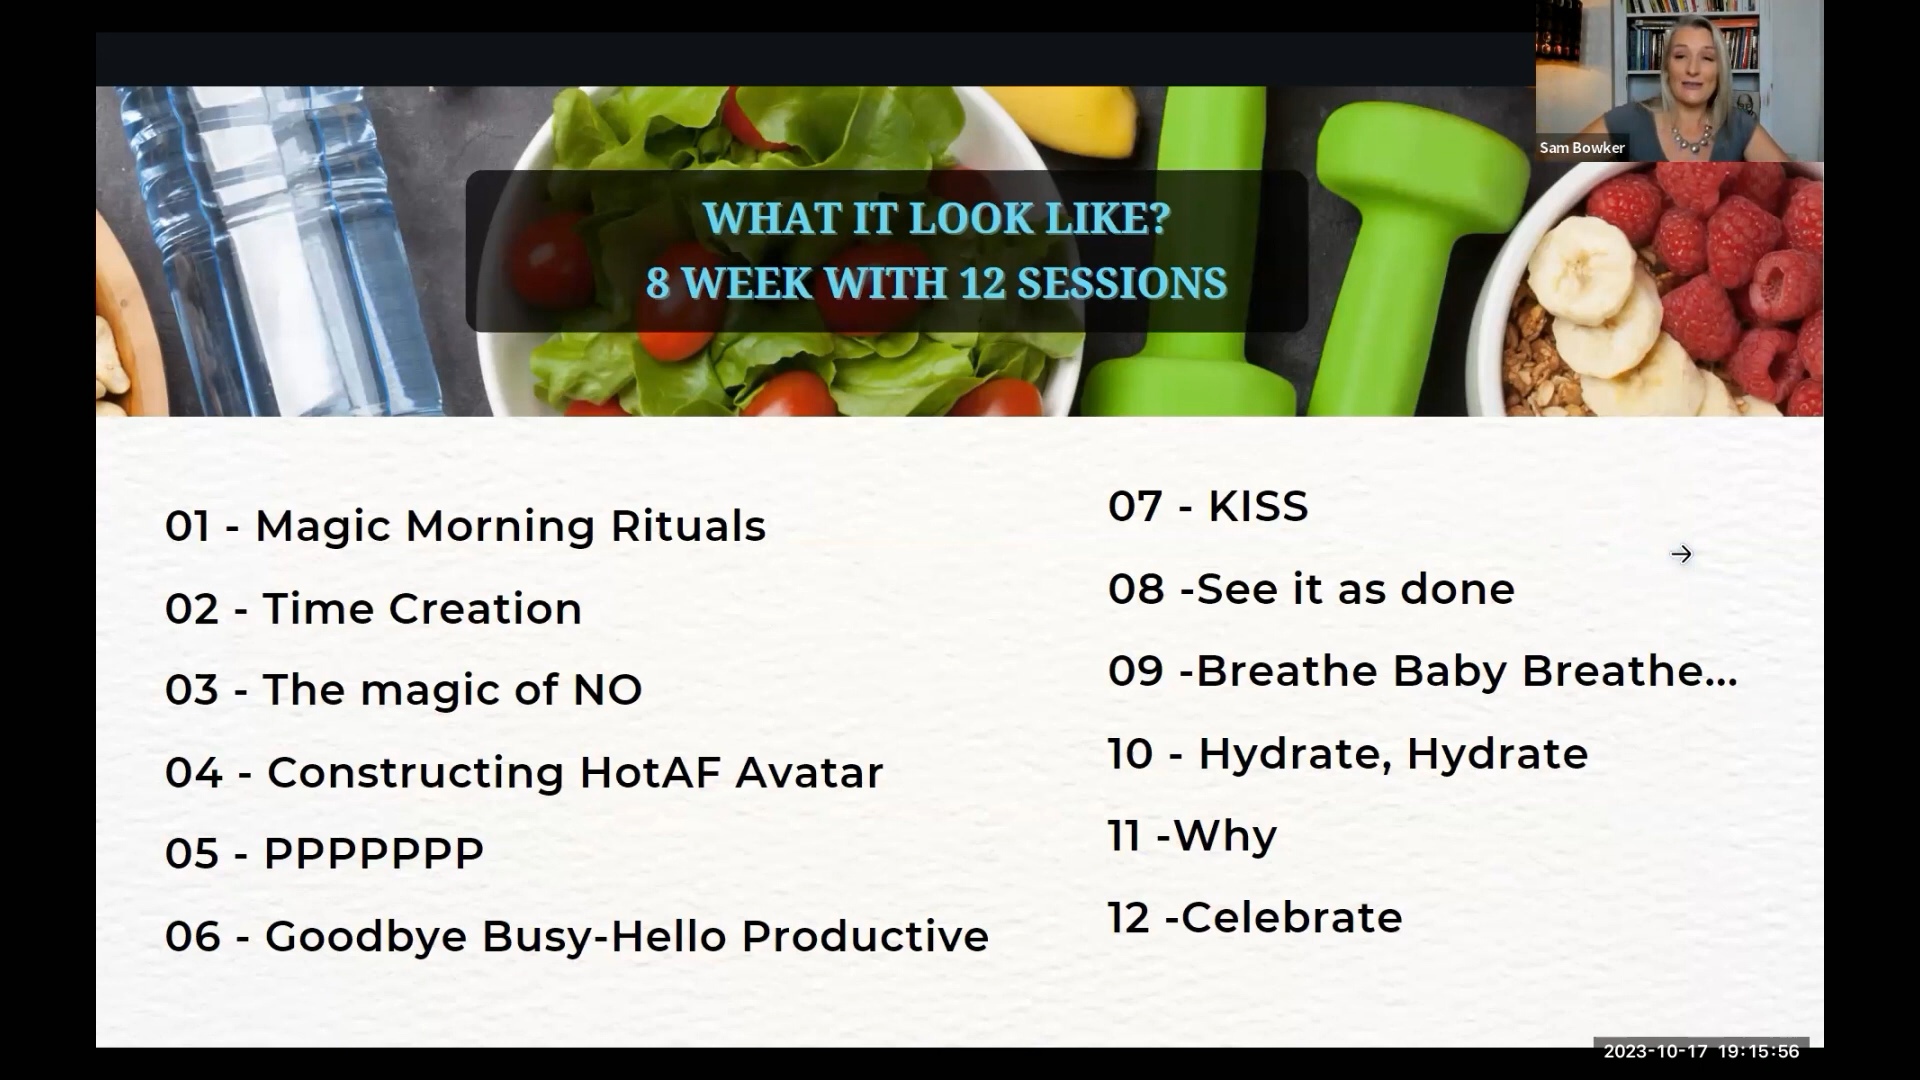 Sam Bowker
WHAT IT LOOK LIKE?
8 WEEK WITH 12 SESSIONS
01 - Magic Morning Rituals
02 - Time Creation
03 - The magic of NO
04 - Constructing HotAF Avatar
05 - PPPPPPP
06 - Goodbye Busy-Hello Productive
07 - KISS
08 -See it as done
09 -Breathe Baby Breathe...
10 - Hydrate, Hydrate
11 -Why
12 -Celebrate
2023-10-17 19:15:56